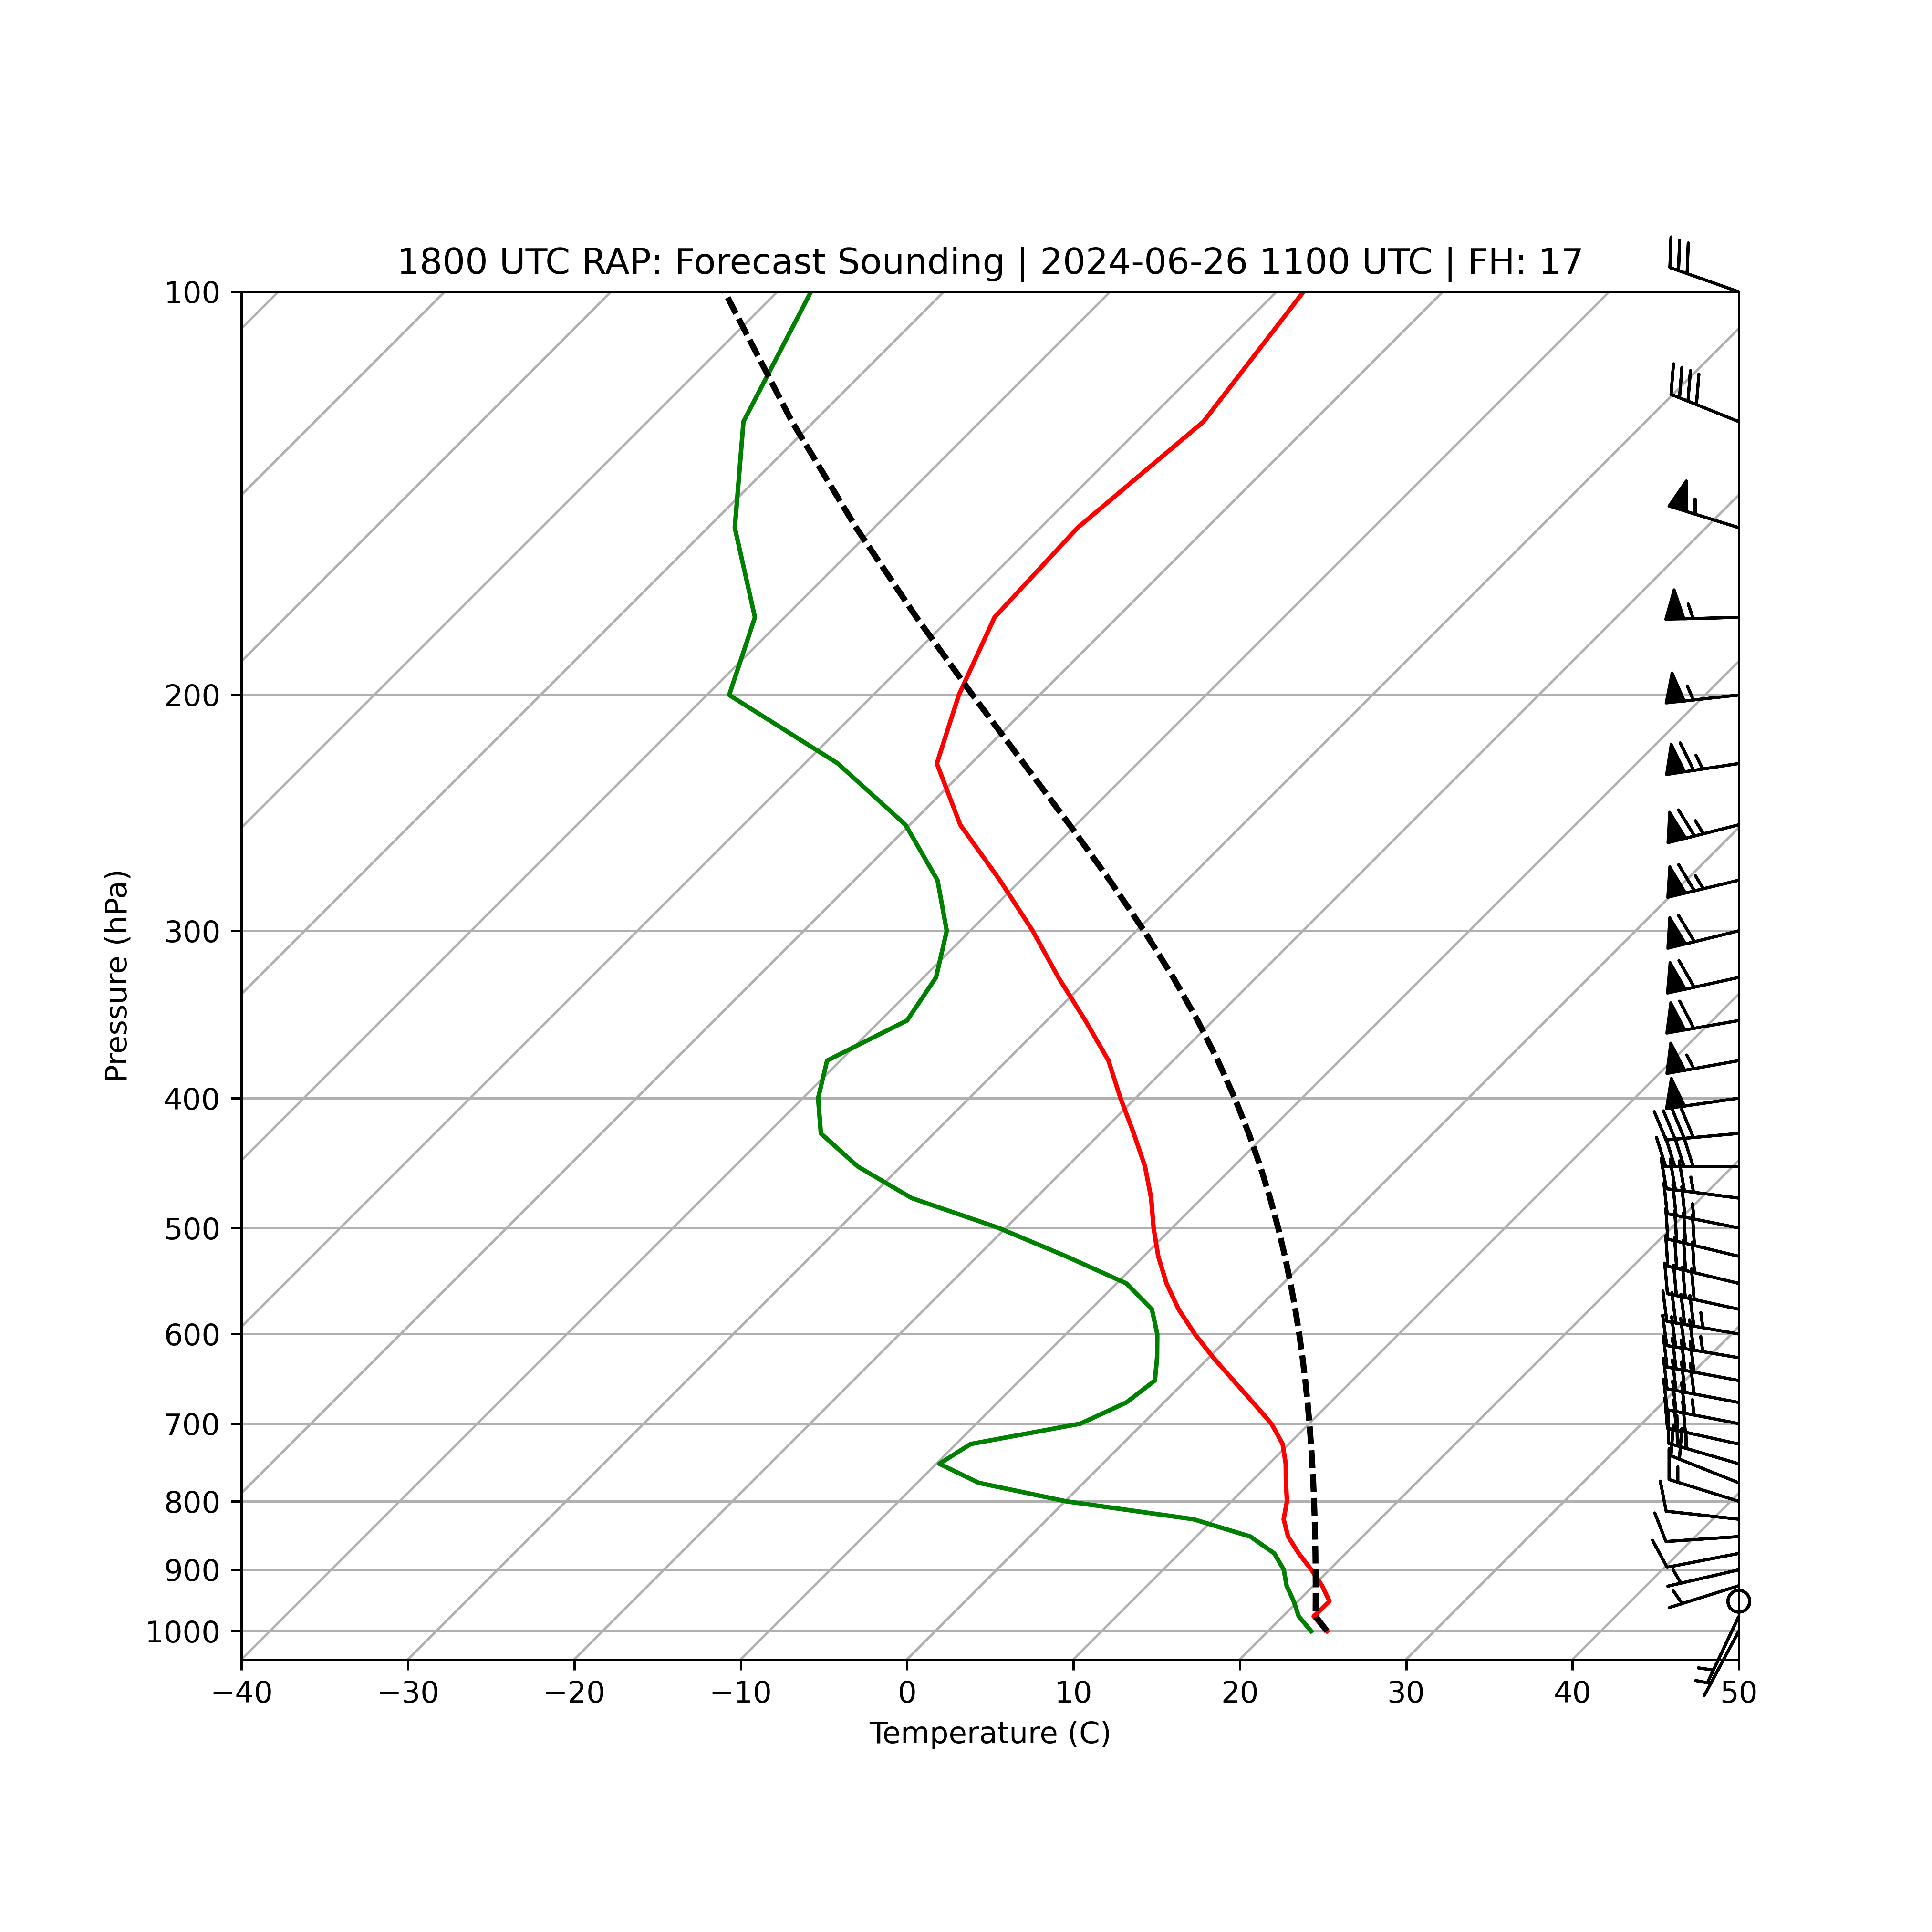 1800 UTC RAP: Forecast Sounding | 2024-06-26 1100 UTC | FH: 17
100
200
300
400
500
600
700
800
900
1000
Pressure (hPa)
−40 −30 −20 −10 0 10 20 30 40 50
Temperature (C)